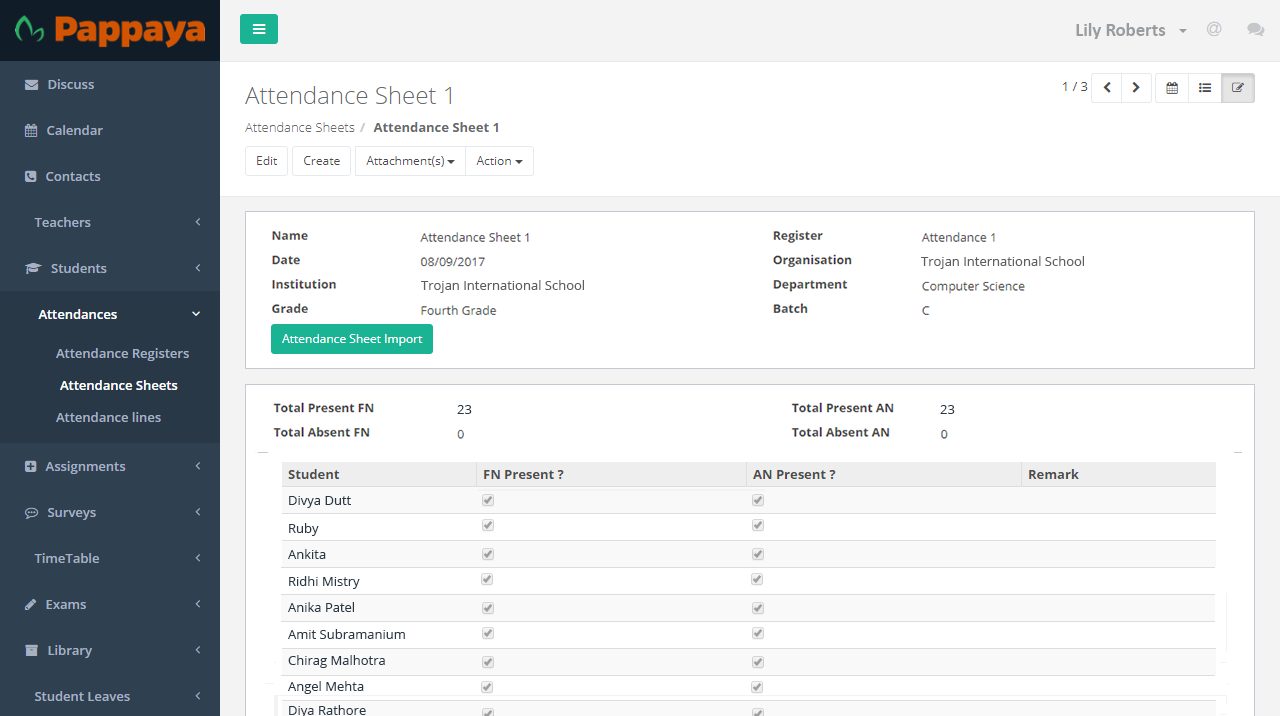 Pappaya
Lily Roberts
Discuss
Calendar
Contacts
Teachers
Students
Attendances
Attendance Registers
Attendance Sheets
Attendance lines
Assignments
Surveys
TimeTable
Exams
Library
Student Leaves
Attendance Sheet 1
1 / 3
Attendance Sheets / Attendance Sheet 1
Edit Create Attachment(s) Action
Name Attendance Sheet 1 Register Attendance 1
Date 08/09/2017 Organisation Trojan International School
Institution Trojan International School Department Computer Science
Grade Fourth Grade Batch C
Attendance Sheet Import
Total Present FN 23 Total Present AN 23
Total Absent FN 0 Total Absent AN 0
Student FN Present ? AN Present ? Remark
Divya Dutt
Ruby
Ankita
Ridhi Mistry
Anika Patel
Amit Subramanium
Chirag Malhotra
Angel Mehta
Diya Rathore